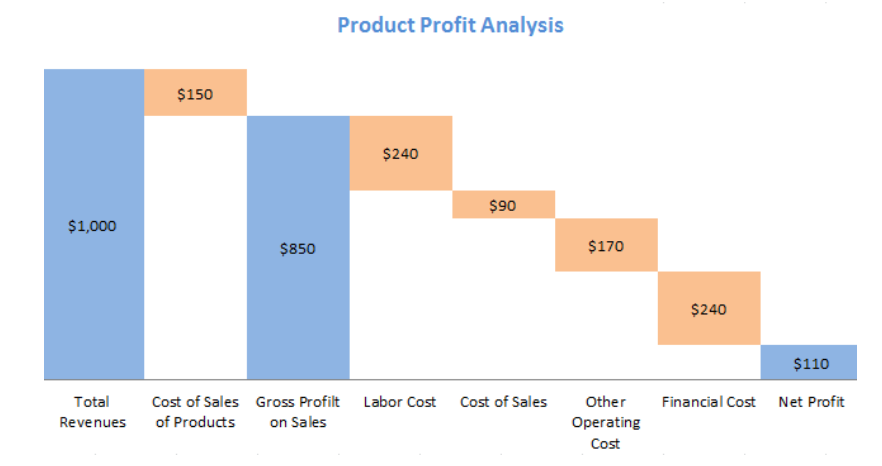 Product Profit Analysis
$150
$240
$90
$1,000
$850
$170
$240
$110
Total
Revenues
Cost of Sales
of Products
Gross Profilt
on Sales
Labor Cost
Cost of Sales
Other
Operating
Cost
Financial Cost
Net Profit